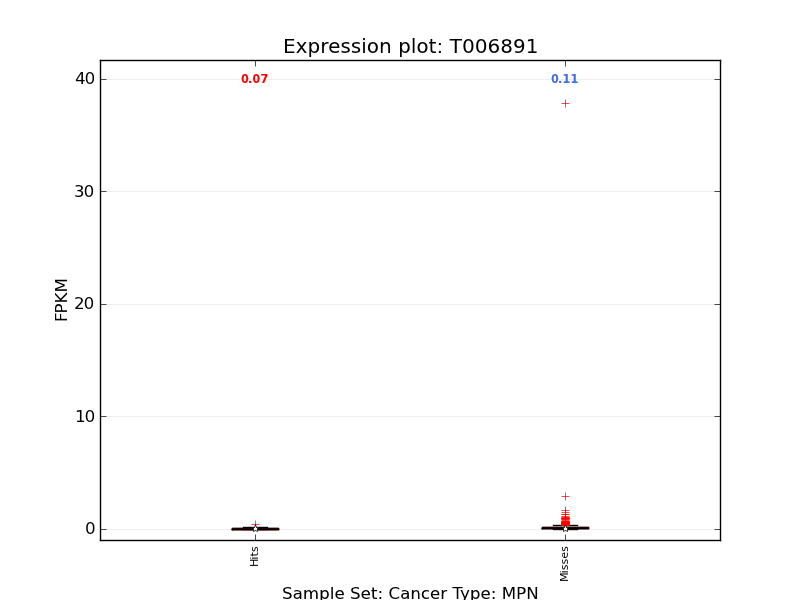 Expression plot: T006891
40
0.07
0.11
30
FPKM
20
10
0
Hits
Misses
Sample Set: Cancer Type: MPN